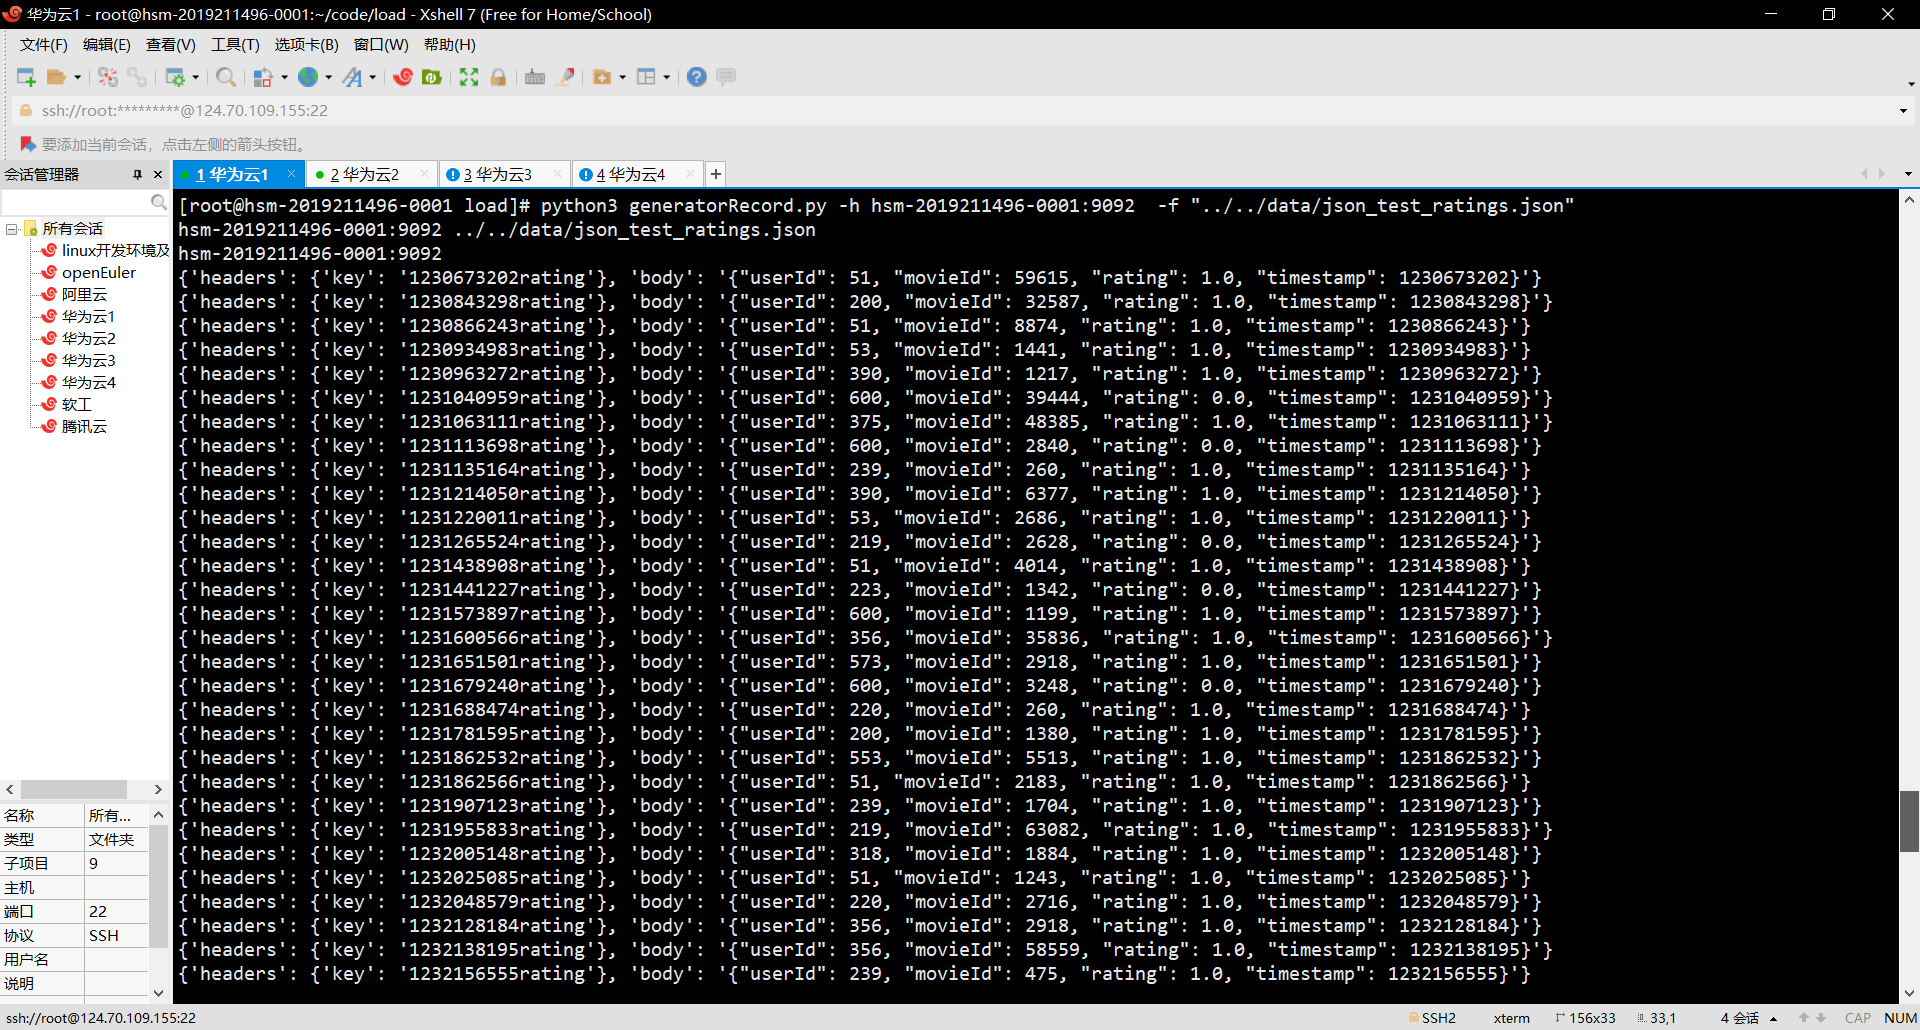 华为云1 - root@hsm-2019211496-0001:~/code/load - Xshell 7 (Free for Home/School)
文件(F) 编辑(E) 查看(V) 工具(T) 选项卡(B) 窗口(W) 帮助(H)
ssh://root:*********@124.70.109.155:22
要添加当前会话，点击左侧的箭头按钮。
会话管理器
1 华为云1
2 华为云2
3 华为云3
4 华为云4
所有会话
linux开发环境及
openEuler
阿里云
华为云1
华为云2
华为云3
华为云4
软工
腾讯云
名称 所有...
类型 文件夹
子项目 9
主机
端口 22
协议 SSH
用户名
说明
[root@hsm-2019211496-0001 load]# python3 generatorRecord.py -h hsm-2019211496-0001:9092  -f "../../data/json_test_ratings.json"
hsm-2019211496-0001:9092 ../../data/json_test_ratings.json
hsm-2019211496-0001:9092
{'headers': {'key': '1230673202rating'}, 'body': '{"userId": 51, "movieId": 59615, "rating": 1.0, "timestamp": 1230673202}'}
{'headers': {'key': '1230843298rating'}, 'body': '{"userId": 200, "movieId": 32587, "rating": 1.0, "timestamp": 1230843298}'}
{'headers': {'key': '1230866243rating'}, 'body': '{"userId": 51, "movieId": 8874, "rating": 1.0, "timestamp": 1230866243}'}
{'headers': {'key': '1230934983rating'}, 'body': '{"userId": 53, "movieId": 1441, "rating": 1.0, "timestamp": 1230934983}'}
{'headers': {'key': '1230963272rating'}, 'body': '{"userId": 390, "movieId": 1217, "rating": 1.0, "timestamp": 1230963272}'}
{'headers': {'key': '1231040959rating'}, 'body': '{"userId": 600, "movieId": 39444, "rating": 0.0, "timestamp": 1231040959}'}
{'headers': {'key': '1231063111rating'}, 'body': '{"userId": 375, "movieId": 48385, "rating": 1.0, "timestamp": 1231063111}'}
{'headers': {'key': '1231113698rating'}, 'body': '{"userId": 600, "movieId": 2840, "rating": 0.0, "timestamp": 1231113698}'}
{'headers': {'key': '1231135164rating'}, 'body': '{"userId": 239, "movieId": 260, "rating": 1.0, "timestamp": 1231135164}'}
{'headers': {'key': '1231214050rating'}, 'body': '{"userId": 390, "movieId": 6377, "rating": 1.0, "timestamp": 1231214050}'}
{'headers': {'key': '1231220011rating'}, 'body': '{"userId": 53, "movieId": 2686, "rating": 1.0, "timestamp": 1231220011}'}
{'headers': {'key': '1231265524rating'}, 'body': '{"userId": 219, "movieId": 2628, "rating": 0.0, "timestamp": 1231265524}'}
{'headers': {'key': '1231438908rating'}, 'body': '{"userId": 51, "movieId": 4014, "rating": 1.0, "timestamp": 1231438908}'}
{'headers': {'key': '1231441227rating'}, 'body': '{"userId": 223, "movieId": 1342, "rating": 0.0, "timestamp": 1231441227}'}
{'headers': {'key': '1231573897rating'}, 'body': '{"userId": 600, "movieId": 1199, "rating": 1.0, "timestamp": 1231573897}'}
{'headers': {'key': '1231600566rating'}, 'body': '{"userId": 356, "movieId": 35836, "rating": 1.0, "timestamp": 1231600566}'}
{'headers': {'key': '1231651501rating'}, 'body': '{"userId": 573, "movieId": 2918, "rating": 1.0, "timestamp": 1231651501}'}
{'headers': {'key': '1231679240rating'}, 'body': '{"userId": 600, "movieId": 3248, "rating": 0.0, "timestamp": 1231679240}'}
{'headers': {'key': '1231688474rating'}, 'body': '{"userId": 220, "movieId": 260, "rating": 1.0, "timestamp": 1231688474}'}
{'headers': {'key': '1231781595rating'}, 'body': '{"userId": 200, "movieId": 1380, "rating": 1.0, "timestamp": 1231781595}'}
{'headers': {'key': '1231862532rating'}, 'body': '{"userId": 553, "movieId": 5513, "rating": 1.0, "timestamp": 1231862532}'}
{'headers': {'key': '1231862566rating'}, 'body': '{"userId": 51, "movieId": 2183, "rating": 1.0, "timestamp": 1231862566}'}
{'headers': {'key': '1231907123rating'}, 'body': '{"userId": 239, "movieId": 1704, "rating": 1.0, "timestamp": 1231907123}'}
{'headers': {'key': '1231955833rating'}, 'body': '{"userId": 219, "movieId": 63082, "rating": 1.0, "timestamp": 1231955833}'}
{'headers': {'key': '1232005148rating'}, 'body': '{"userId": 318, "movieId": 1884, "rating": 1.0, "timestamp": 1232005148}'}
{'headers': {'key': '1232025085rating'}, 'body': '{"userId": 51, "movieId": 1243, "rating": 1.0, "timestamp": 1232025085}'}
{'headers': {'key': '1232048579rating'}, 'body': '{"userId": 220, "movieId": 2716, "rating": 1.0, "timestamp": 1232048579}'}
{'headers': {'key': '1232128184rating'}, 'body': '{"userId": 356, "movieId": 2918, "rating": 1.0, "timestamp": 1232128184}'}
{'headers': {'key': '1232138195rating'}, 'body': '{"userId": 356, "movieId": 58559, "rating": 1.0, "timestamp": 1232138195}'}
{'headers': {'key': '1232156555rating'}, 'body': '{"userId": 239, "movieId": 475, "rating": 1.0, "timestamp": 1232156555}'}
ssh://root@124.70.109.155:22 SSH2 xterm 156x33 33,1 4 会话 CAP NUM